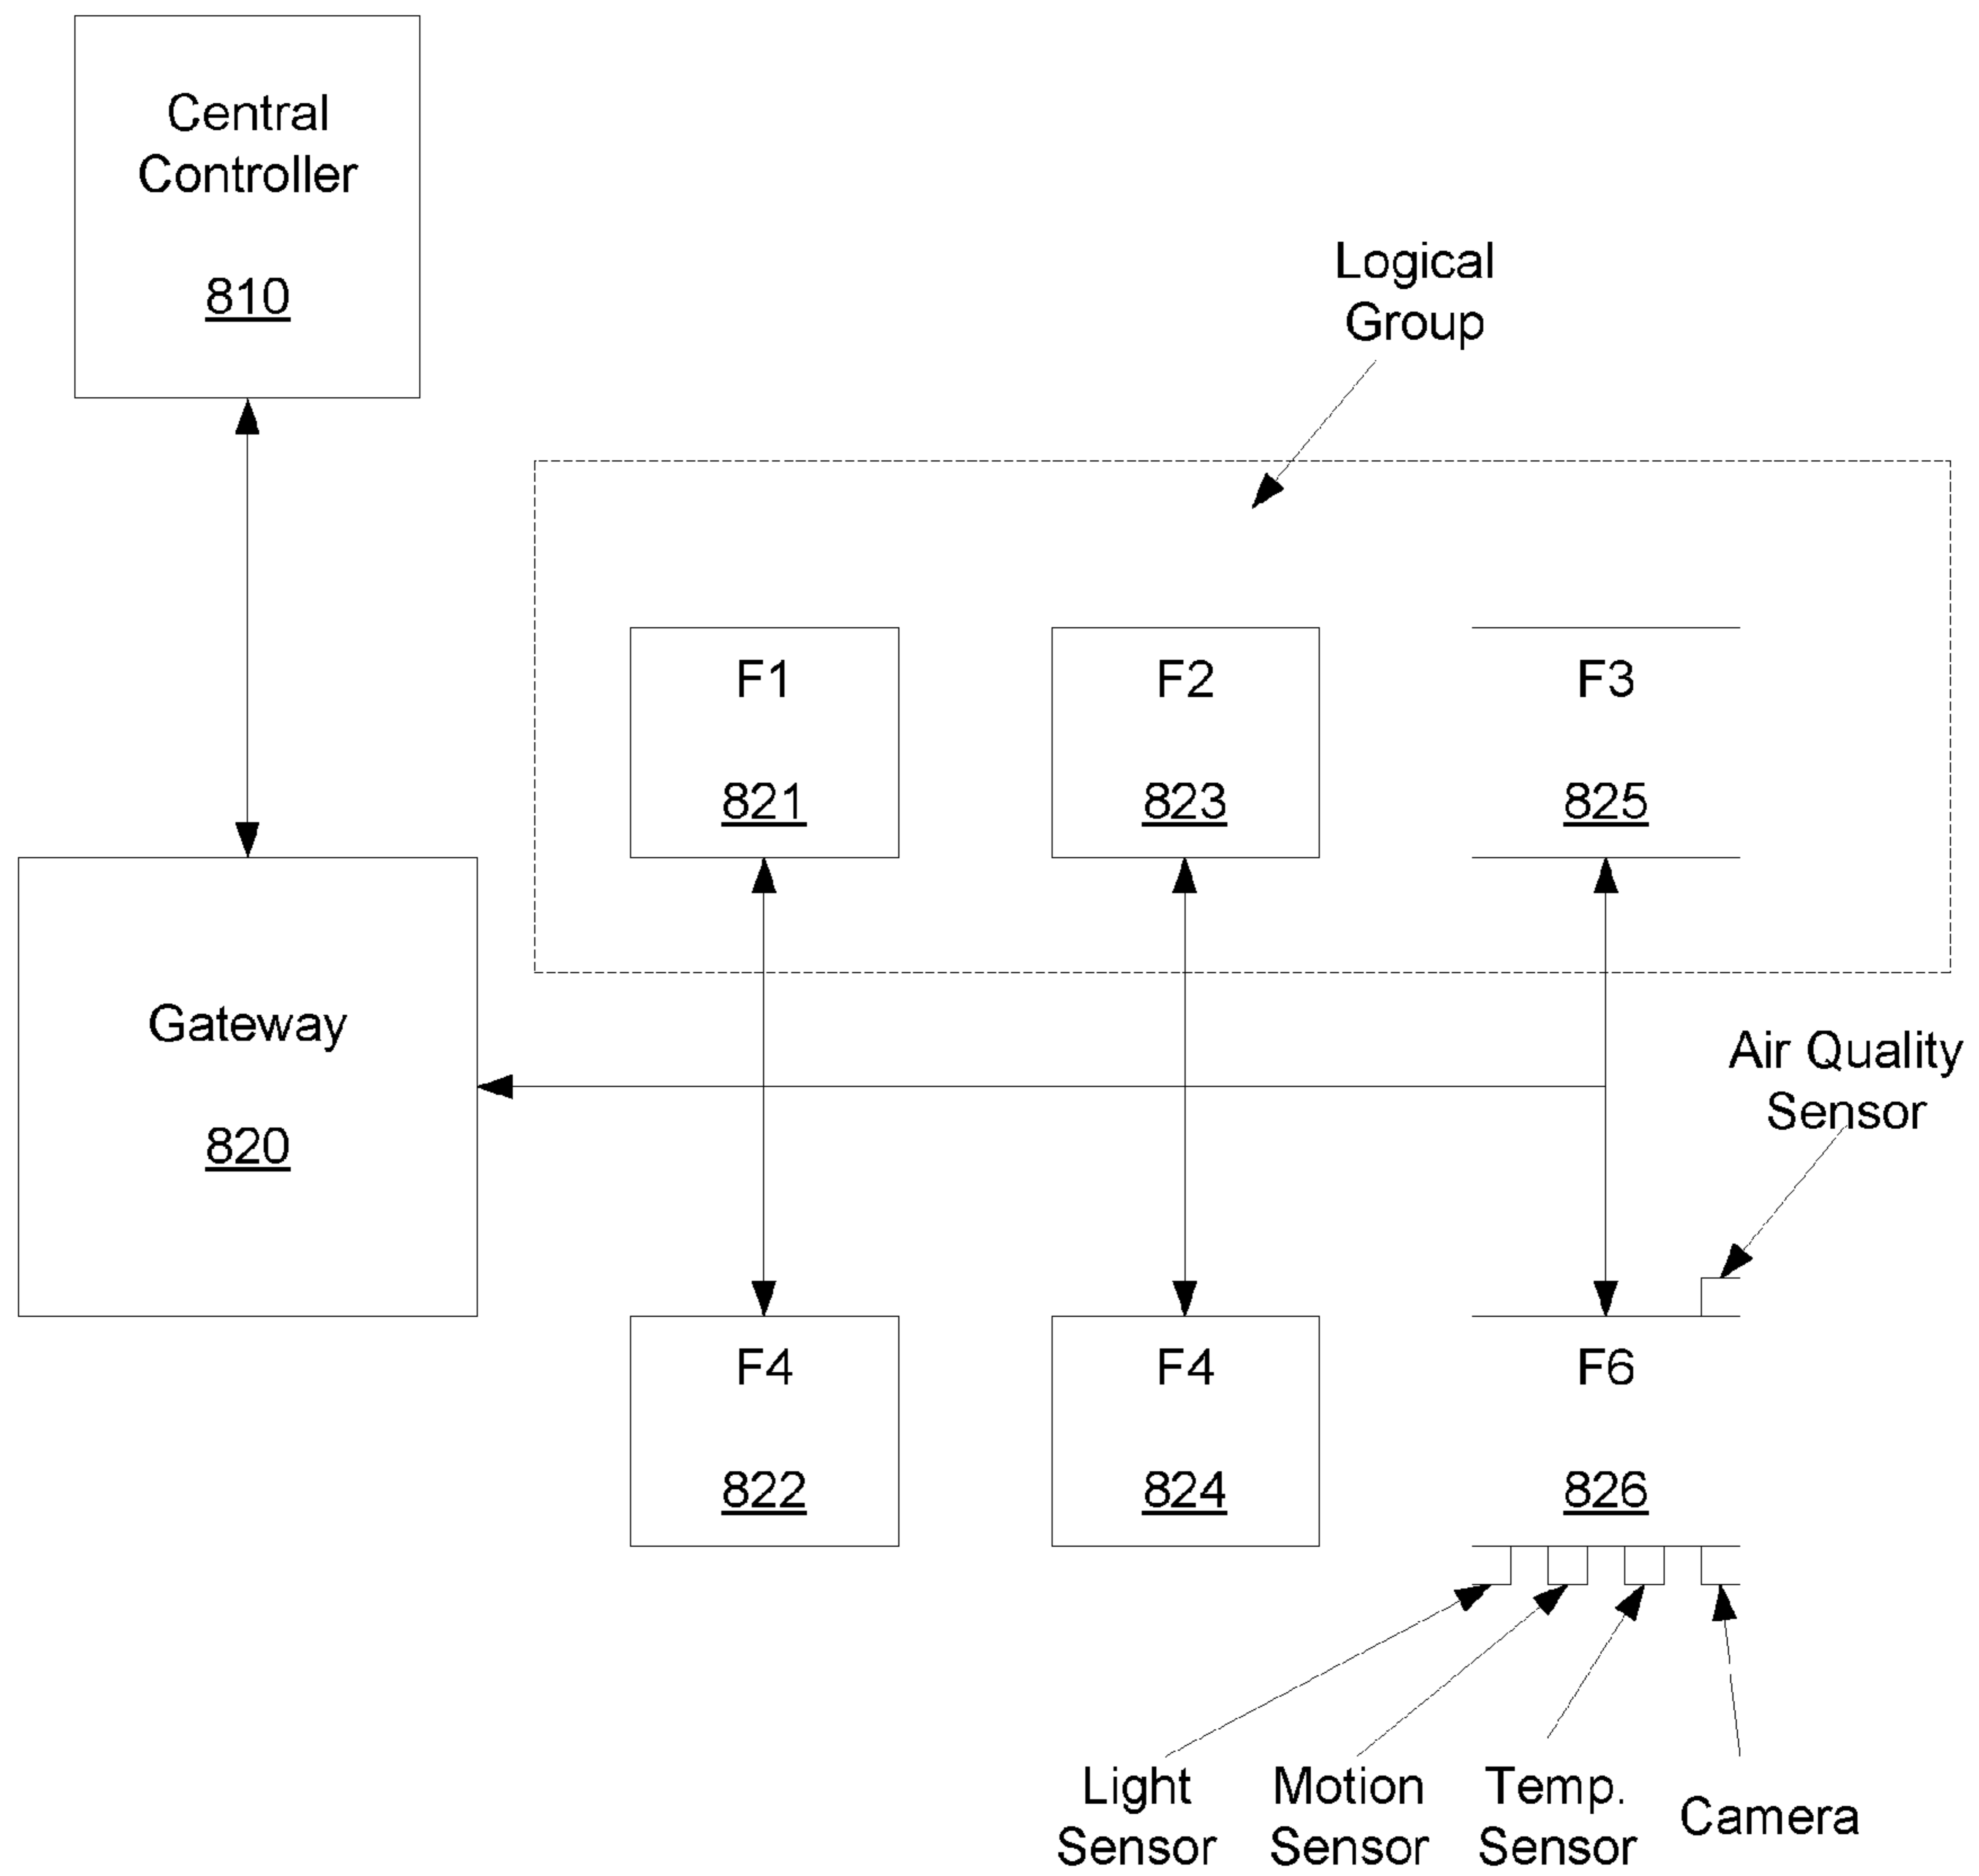 Central
Controller
810
Logical
Group
F1
F2
F3
821
823
825
Gateway
820
Air Quality
Sensor
F4
F4
F6
822
824
826
Light
Sensor
Motion
Sensor
Temp.
Sensor
Camera